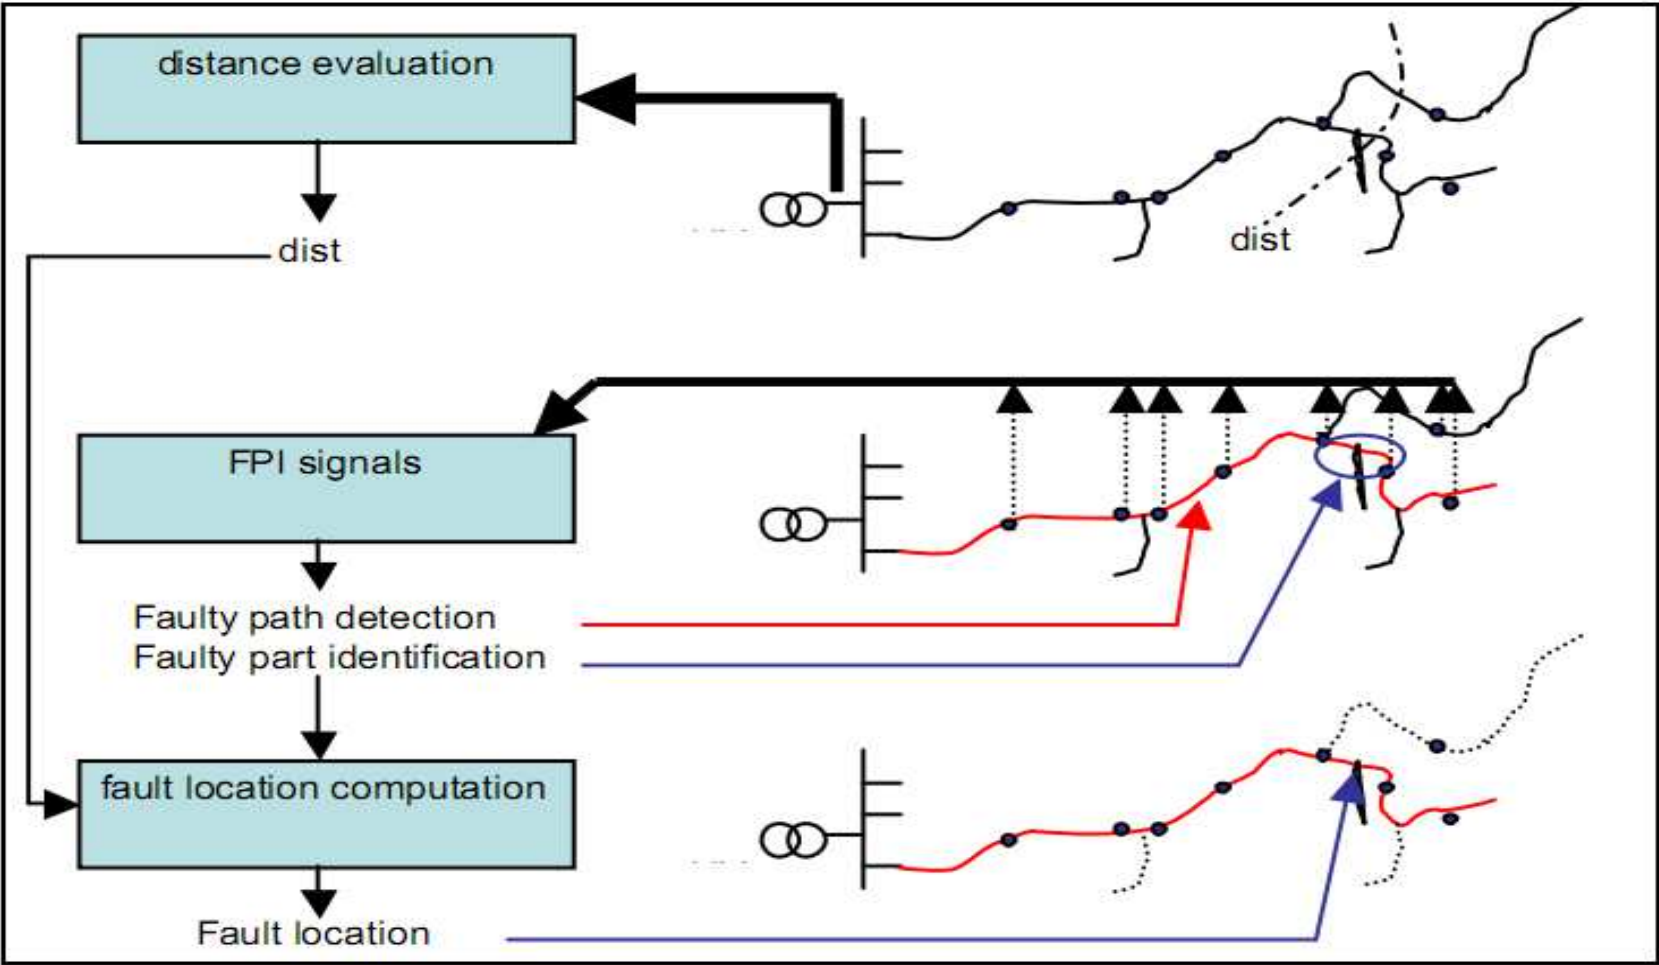 distance evaluation
dist
dist
FPI signals
Faulty path detection
Faulty part identification
fault location computation
Fault location